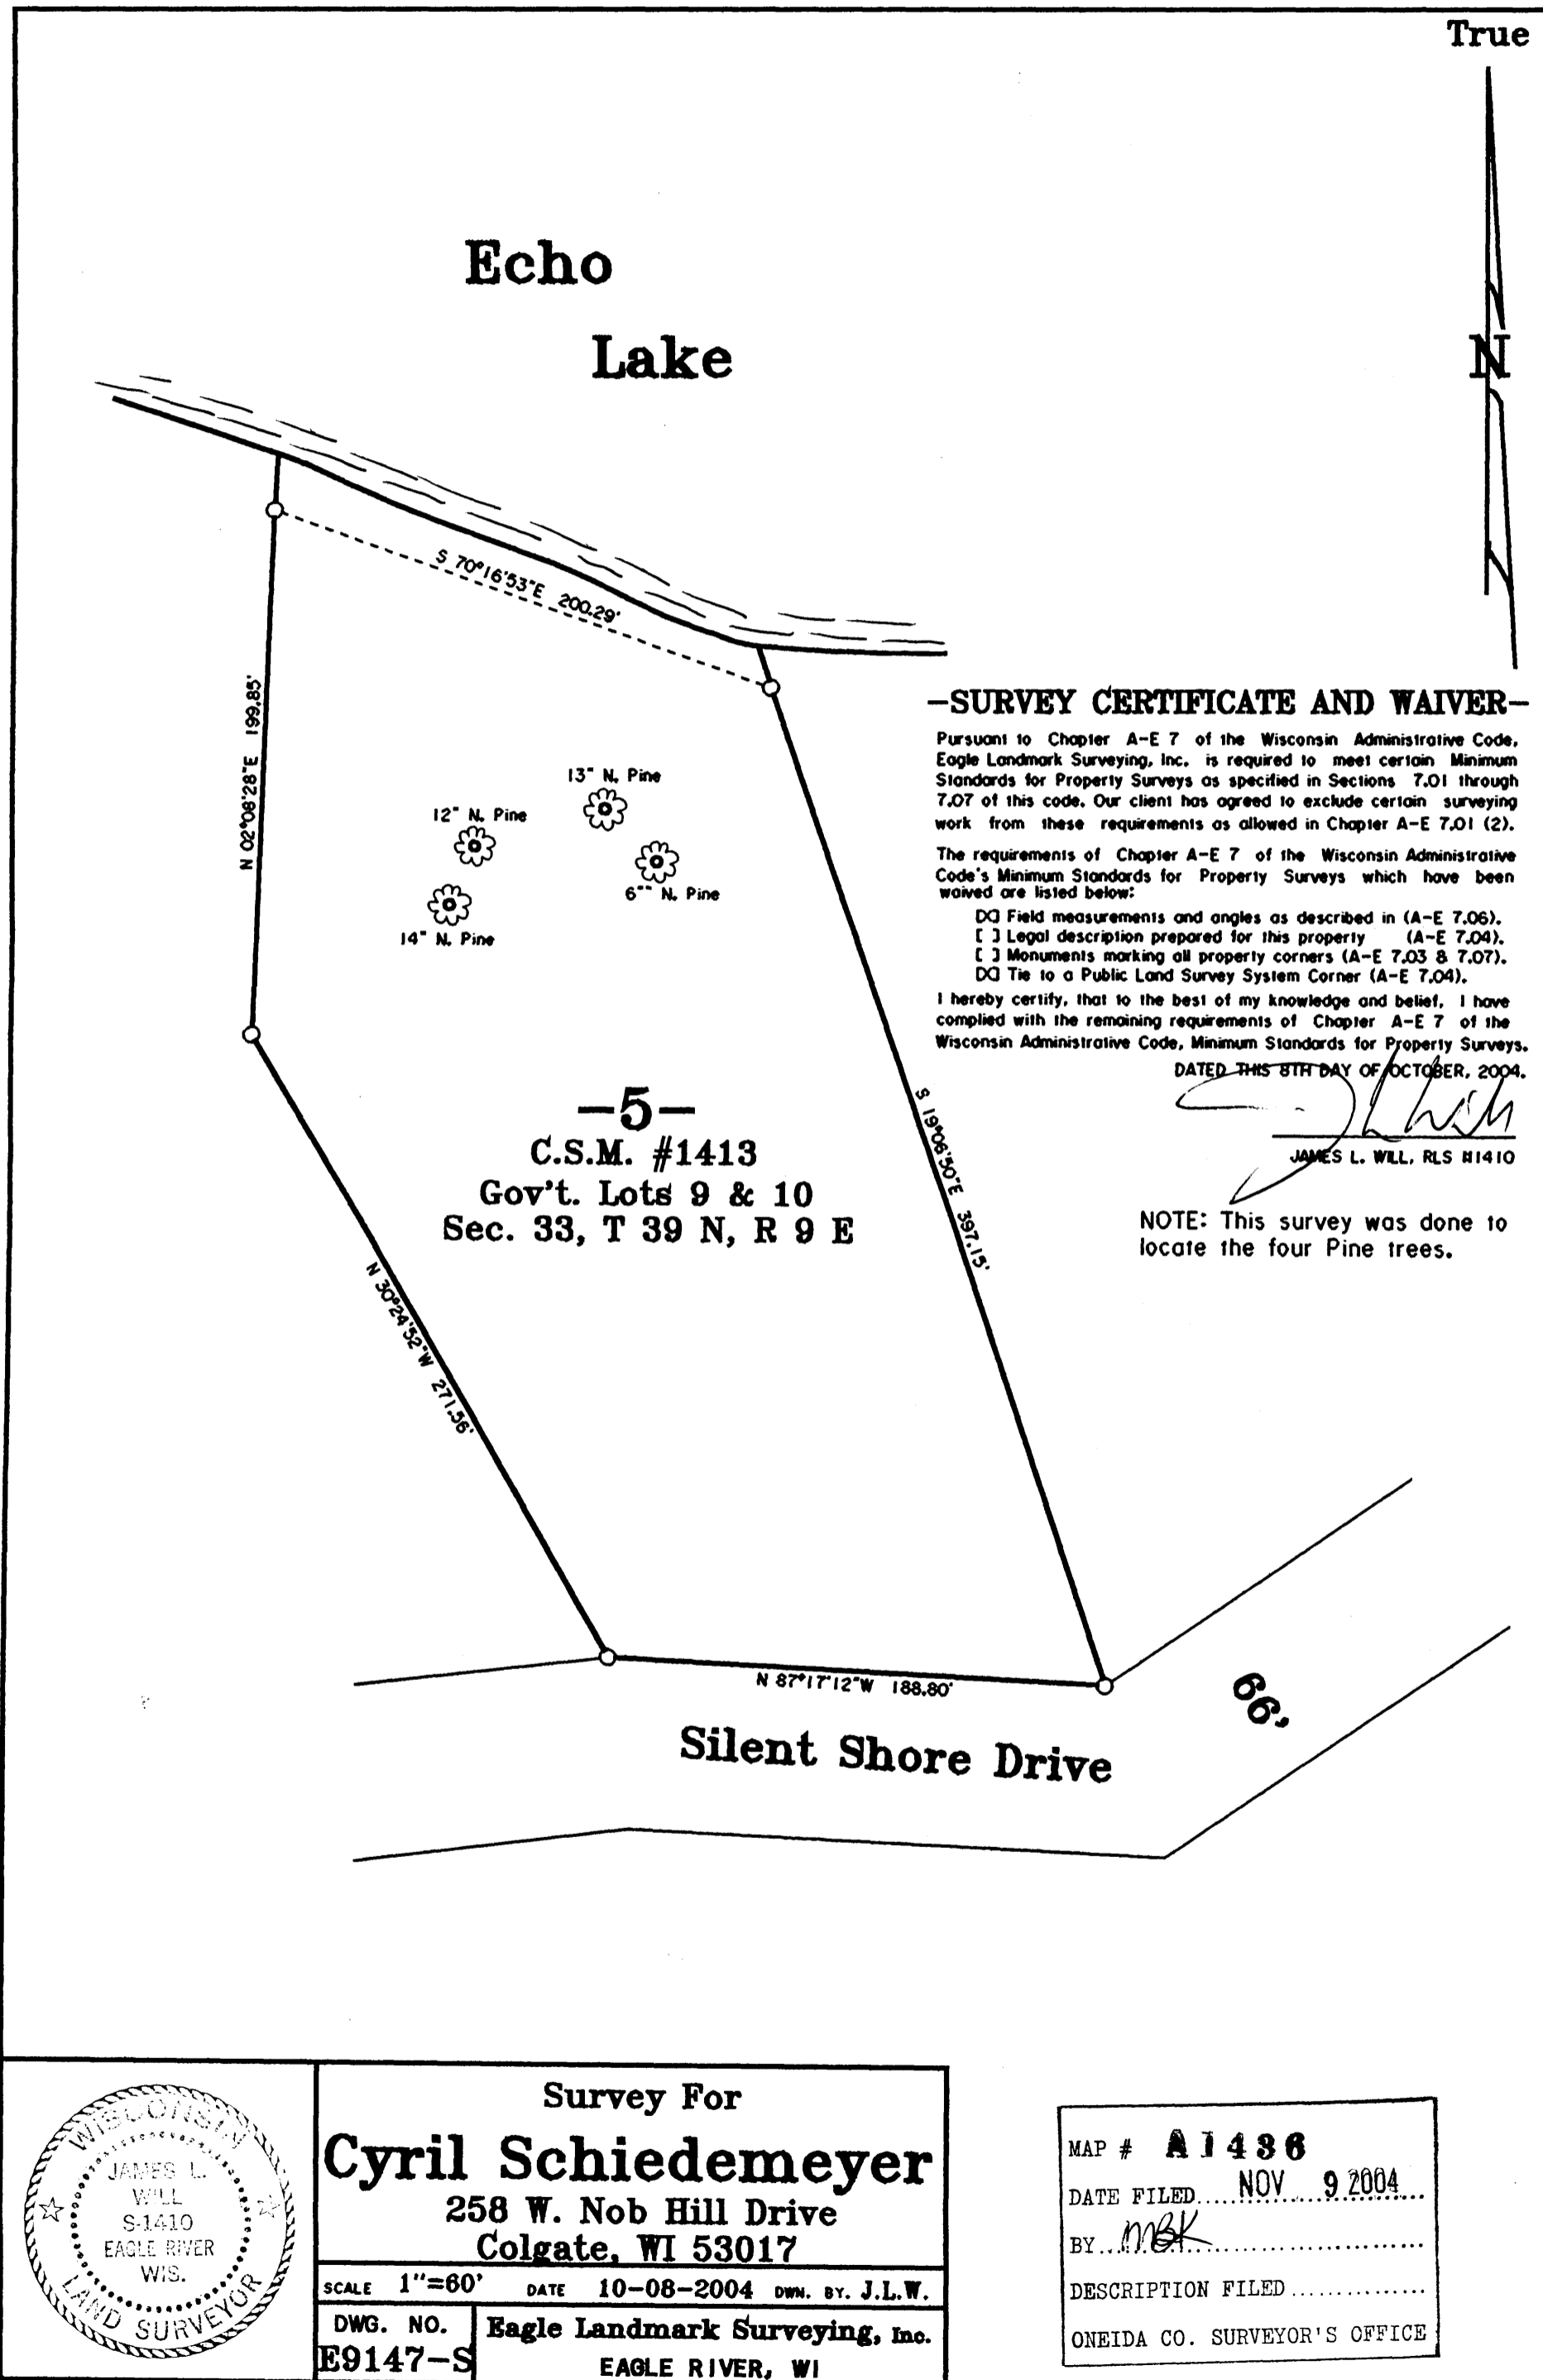 True
N
Echo
Lake
S 70°16'53"E 200.29'
N 02°08'28"E 199.85'
13" N. Pine
12" N. Pine
6"" N. Pine
14" N. Pine
-SURVEY CERTIFICATE AND WAIVER-
Pursuant to Chapter A-E 7 of the Wisconsin Administrative Code,
Eagle Landmark Surveying, Inc. is required to meet certain Minimum
Standards for Property Surveys as specified in Sections 7.01 through
7.07 of this code. Our client has agreed to exclude certain surveying
work from these requirements as allowed in Chapter A-E 7.01 (2).
The requirements of Chapter A-E 7 of the Wisconsin Administrative
Code's Minimum Standards for Property Surveys which have been
waived are listed below:
[X] Field measurements and angles as described in (A-E 7.06).
[ ] Legal description prepared for this property (A-E 7.04).
[ ] Monuments marking all property corners (A-E 7.03 & 7.07).
[X] Tie to a Public Land Survey System Corner (A-E 7.04).
I hereby certify, that to the best of my knowledge and belief, I have
complied with the remaining requirements of Chapter A-E 7 of the
Wisconsin Administrative Code, Minimum Standards for Property Surveys.
DATED THIS 8TH DAY OF OCTOBER, 2004.
JAMES L. WILL, RLS #1410
NOTE: This survey was done to
locate the four Pine trees.
-5-
C.S.M. #1413
Gov't. Lots 9 & 10
Sec. 33, T 39 N, R 9 E
S 19°06'50"E 397.15'
N 30°24'52"W 271.56'
N 87°17'12"W 188.80'
66'
Silent Shore Drive
WISCONSIN
JAMES L.
WILL
S-1410
EAGLE RIVER
WIS.
LAND SURVEYOR
Survey For
Cyril Schiedemeyer
258 W. Nob Hill Drive
Colgate, WI 53017
SCALE 1"=60' DATE 10-08-2004 DWN. BY. J.L.W.
DWG. NO.
E9147-S
Eagle Landmark Surveying, Inc.
EAGLE RIVER, WI
MAP # A1436
DATE FILED....NOV...9 2004...
BY...MBK......................
DESCRIPTION FILED..............
ONEIDA CO. SURVEYOR'S OFFICE